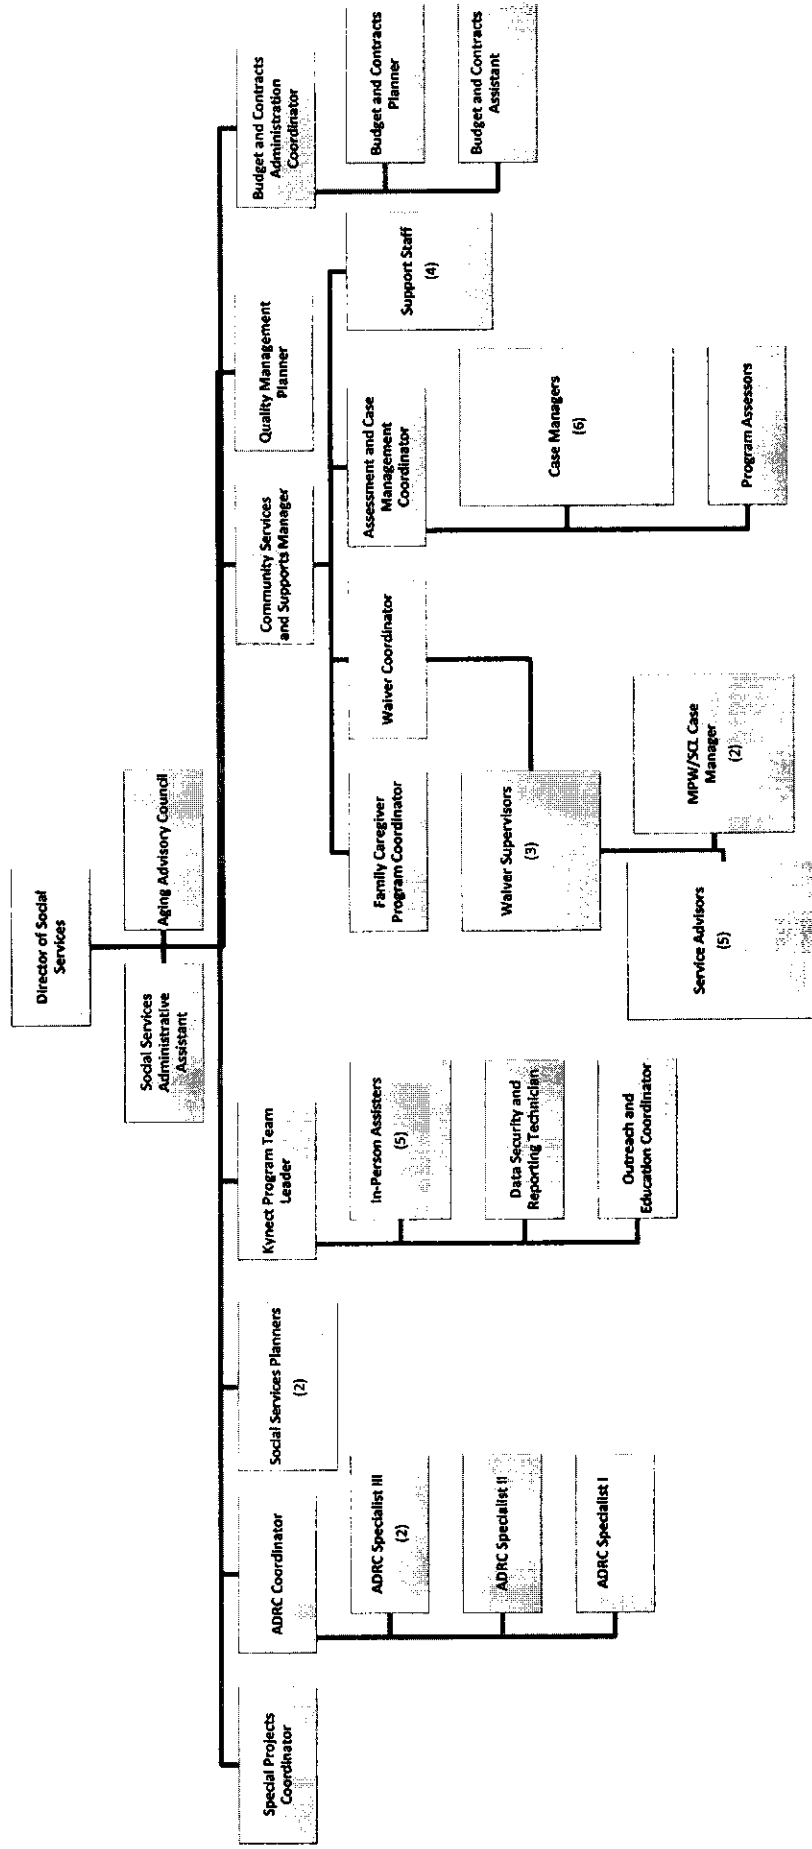 Director of Social
Services
Social Services
Administrative
Assistant
Aging Advisory Council
Special Projects
Coordinator
ADRC Coordinator
ADRC Specialist III
(2)
ADRC Specialist II
ADRC Specialist I
Social Services Planners
(2)
Kynect Program Team
Leader
In-Person Assisters
(5)
Data Security and
Reporting Technician
Outreach and
Education Coordinator
Community Services
and Supports Manager
Family Caregiver
Program Coordinator
Waiver Coordinator
Waiver Supervisors
(3)
Service Advisors
(5)
MPW/SCL Case
Manager
(2)
Assessment and Case
Management
Coordinator
Case Managers
(6)
Program Assessors
Support Staff
(4)
Quality Management
Planner
Budget and Contracts
Administration
Coordinator
Budget and Contracts
Planner
Budget and Contracts
Assistant